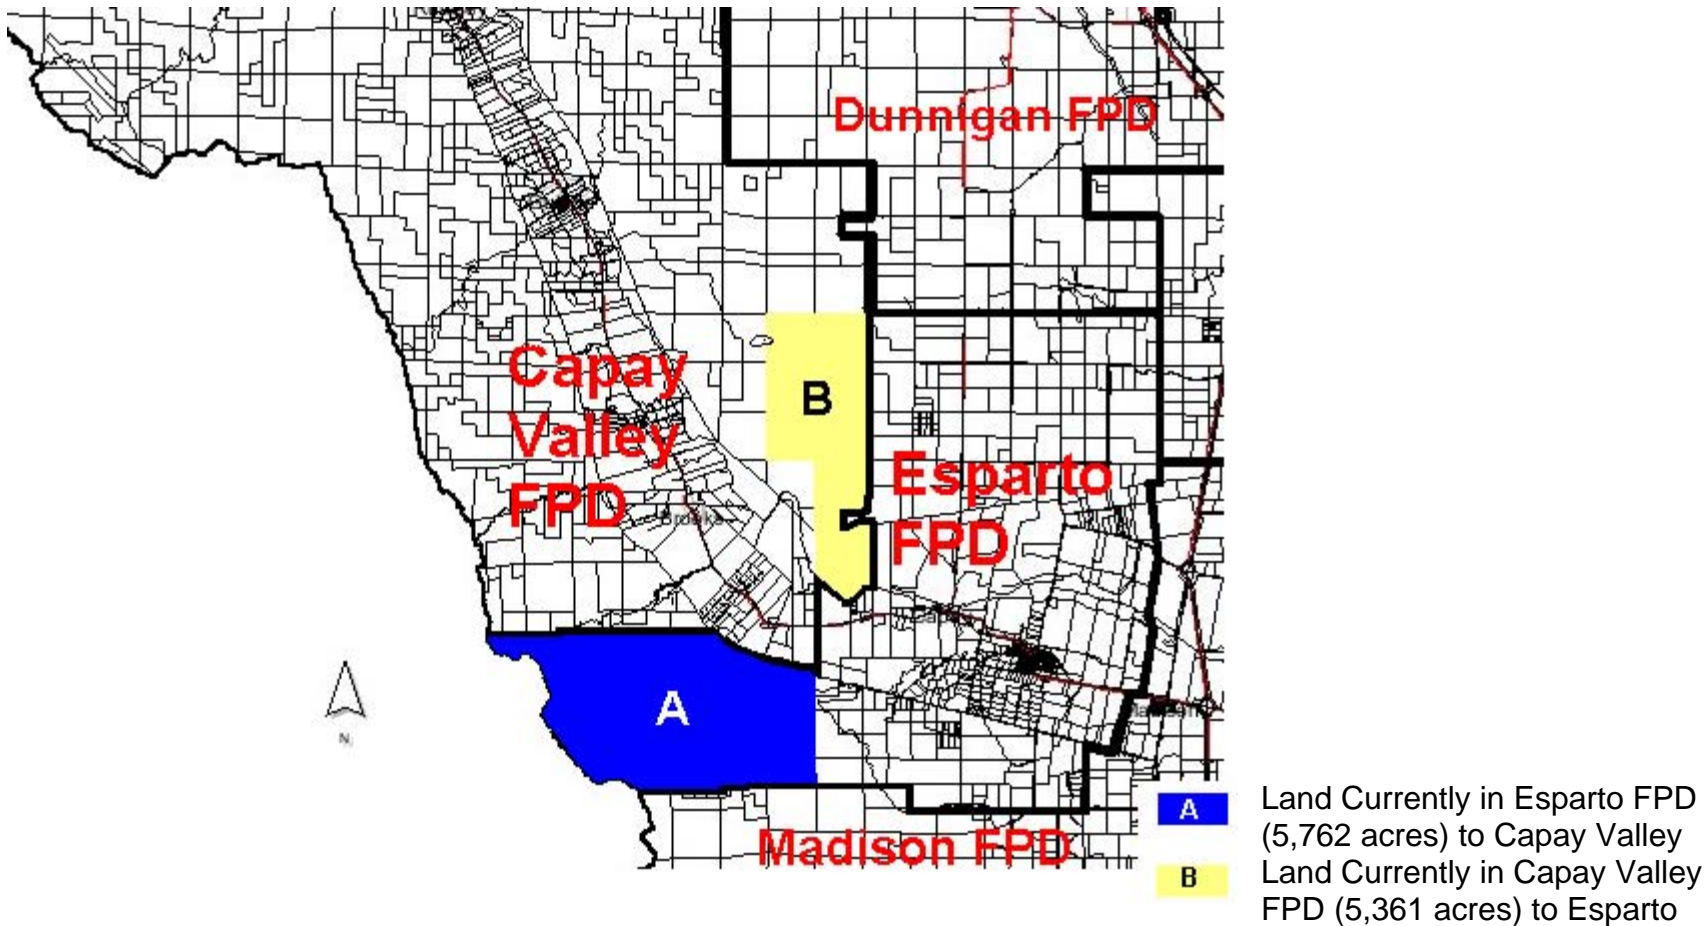 Dunnigan FPD
Capay
Valley
FPD
B
Esparto
FPD
Brooks
A
N
Madison FPD
A
Land Currently in Esparto FPD
(5,762 acres) to Capay Valley
B
Land Currently in Capay Valley
FPD (5,361 acres) to Esparto